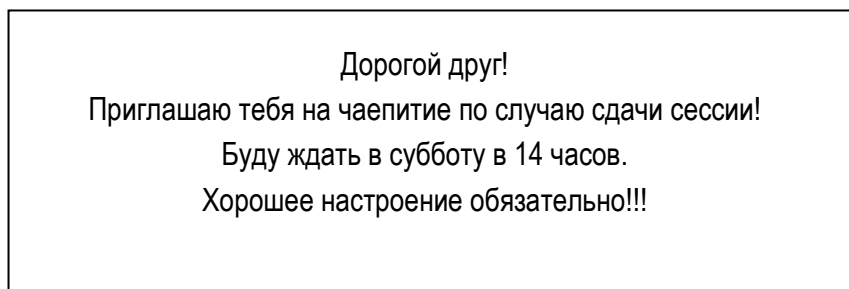 Дорогой друг!
Приглашаю тебя на чаепитие по случаю сдачи сессии!
Буду ждать в субботу в 14 часов.
Хорошее настроение обязательно!!!